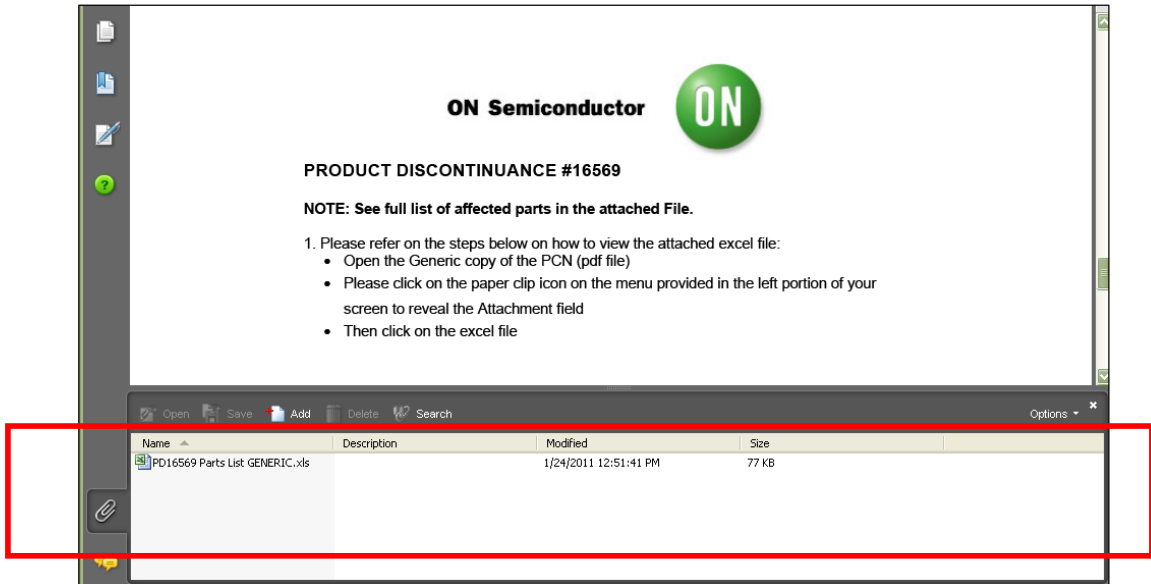 ON Semiconductor
ON
PRODUCT DISCONTINUANCE #16569
NOTE: See full list of affected parts in the attached File.
1. Please refer on the steps below on how to view the attached excel file:
• Open the Generic copy of the PCN (pdf file)
• Please click on the paper clip icon on the menu provided in the left portion of your
screen to reveal the Attachment field
• Then click on the excel file
Open Save Add Delete Search Options
Name Description Modified Size
PD16569 Parts List GENERIC.xls 1/24/2011 12:51:41 PM 77 KB